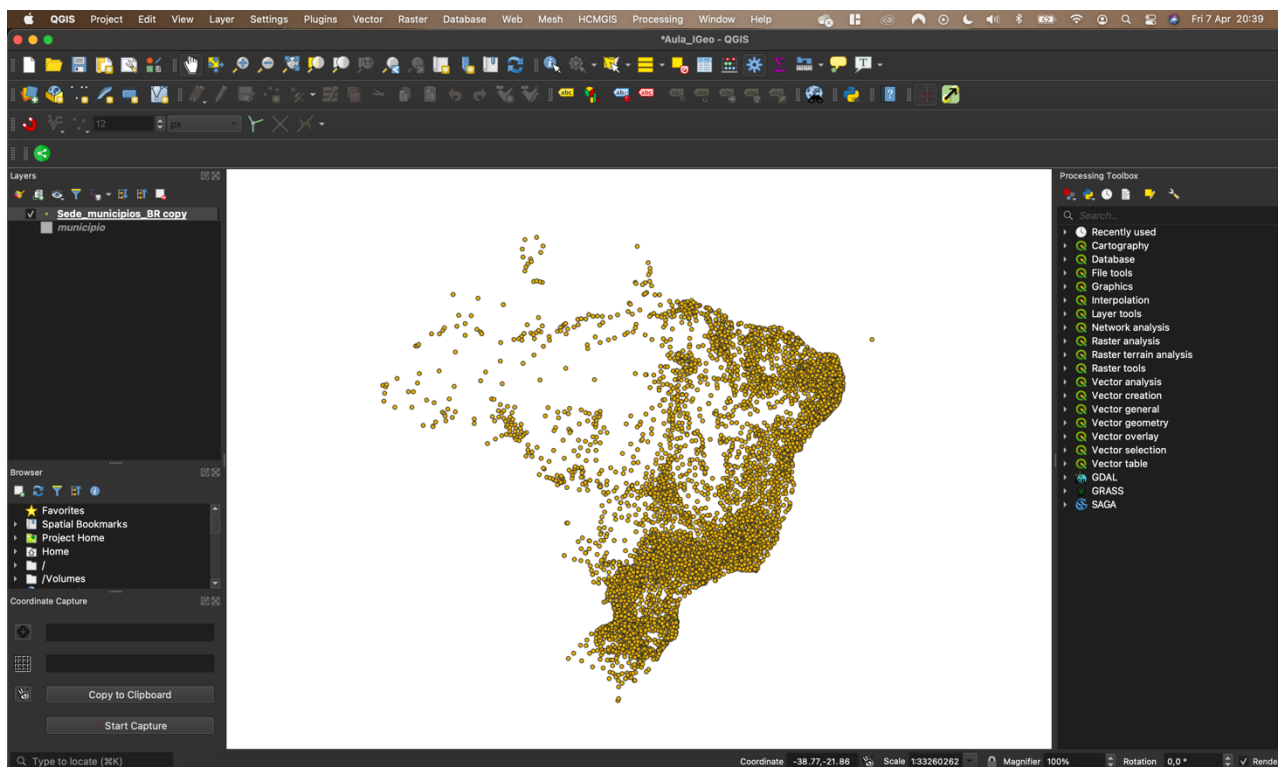 QGIS Project Edit View Layer Settings Plugins Vector Raster Database Web Mesh HCMGIS Processing Window Help Fri 7 Apr 20:39
*Aula_IGeo - QGIS
12 px
Layers
Sede_municipios_BR copy
município
Browser
Favorites
Spatial Bookmarks
Project Home
Home
/
/Volumes
Coordinate Capture
Copy to Clipboard
Start Capture
Processing Toolbox
Search...
Recently used
Cartography
Database
File tools
Graphics
Interpolation
Layer tools
Network analysis
Raster analysis
Raster terrain analysis
Raster tools
Vector analysis
Vector creation
Vector general
Vector geometry
Vector overlay
Vector selection
Vector table
GDAL
GRASS
SAGA
Type to locate (⌘K) Coordinate -38.77,-21.86 Scale 1:33260262 Magnifier 100% Rotation 0,0 ° Rende